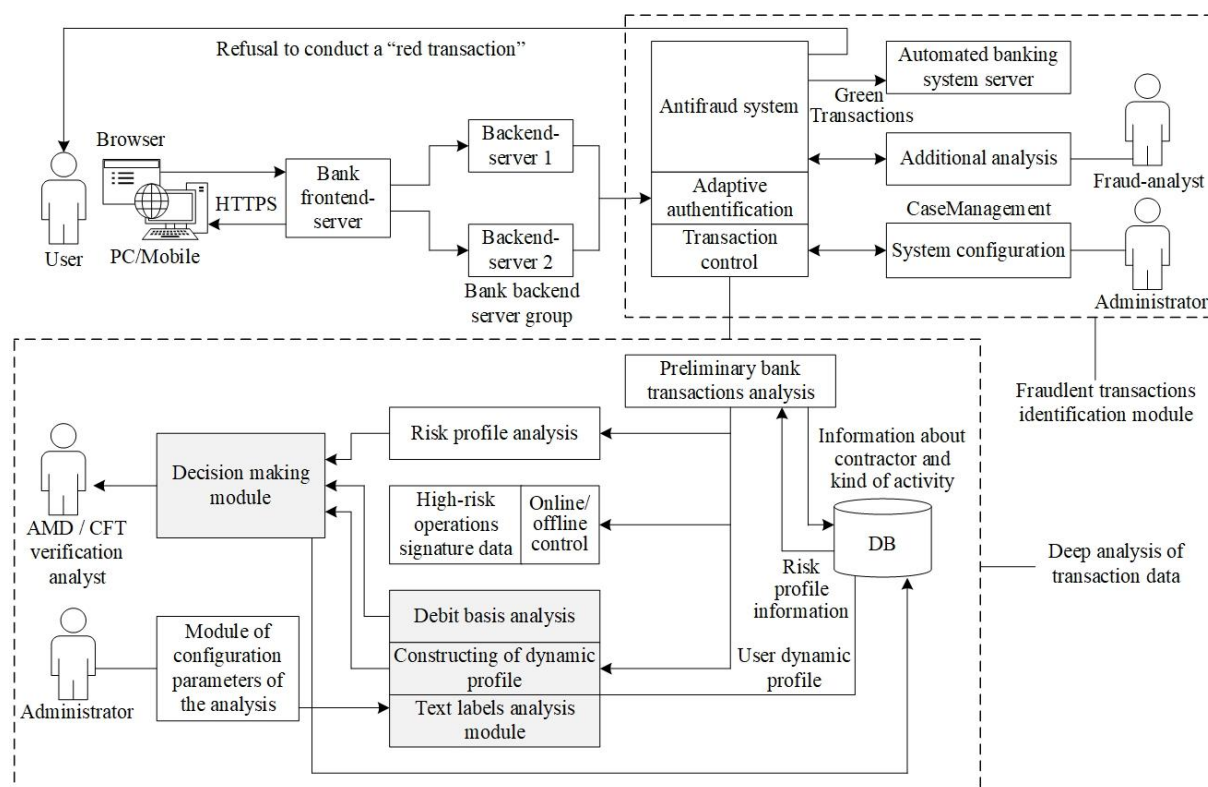 Refusal to conduct a “red transaction”
Antifraud system
Automated banking
system server
Green
Transactions
Browser
Backend-
server 1
Additional analysis
Fraud-analyst
Bank
frontend-
server
HTTPS
Adaptive
authentification
CaseManagement
User
PC/Mobile
Backend-
server 2
Transaction
control
System configuration
Bank backend
server group
Administrator
Preliminary bank
transactions analysis
Fraudlent transactions
identification module
Risk profile analysis
Information about
contractor and
kind of activity
Decision making
module
High-risk
operations
signature data
Online/
offline
control
AMD / CFT
verification
analyst
DB
Deep analysis of
transaction data
Risk
profile
information
Debit basis analysis
Module of
configuration
parameters of
the analysis
Constructing of dynamic
profile
User dynamic
profile
Administrator
Text labels analysis
module